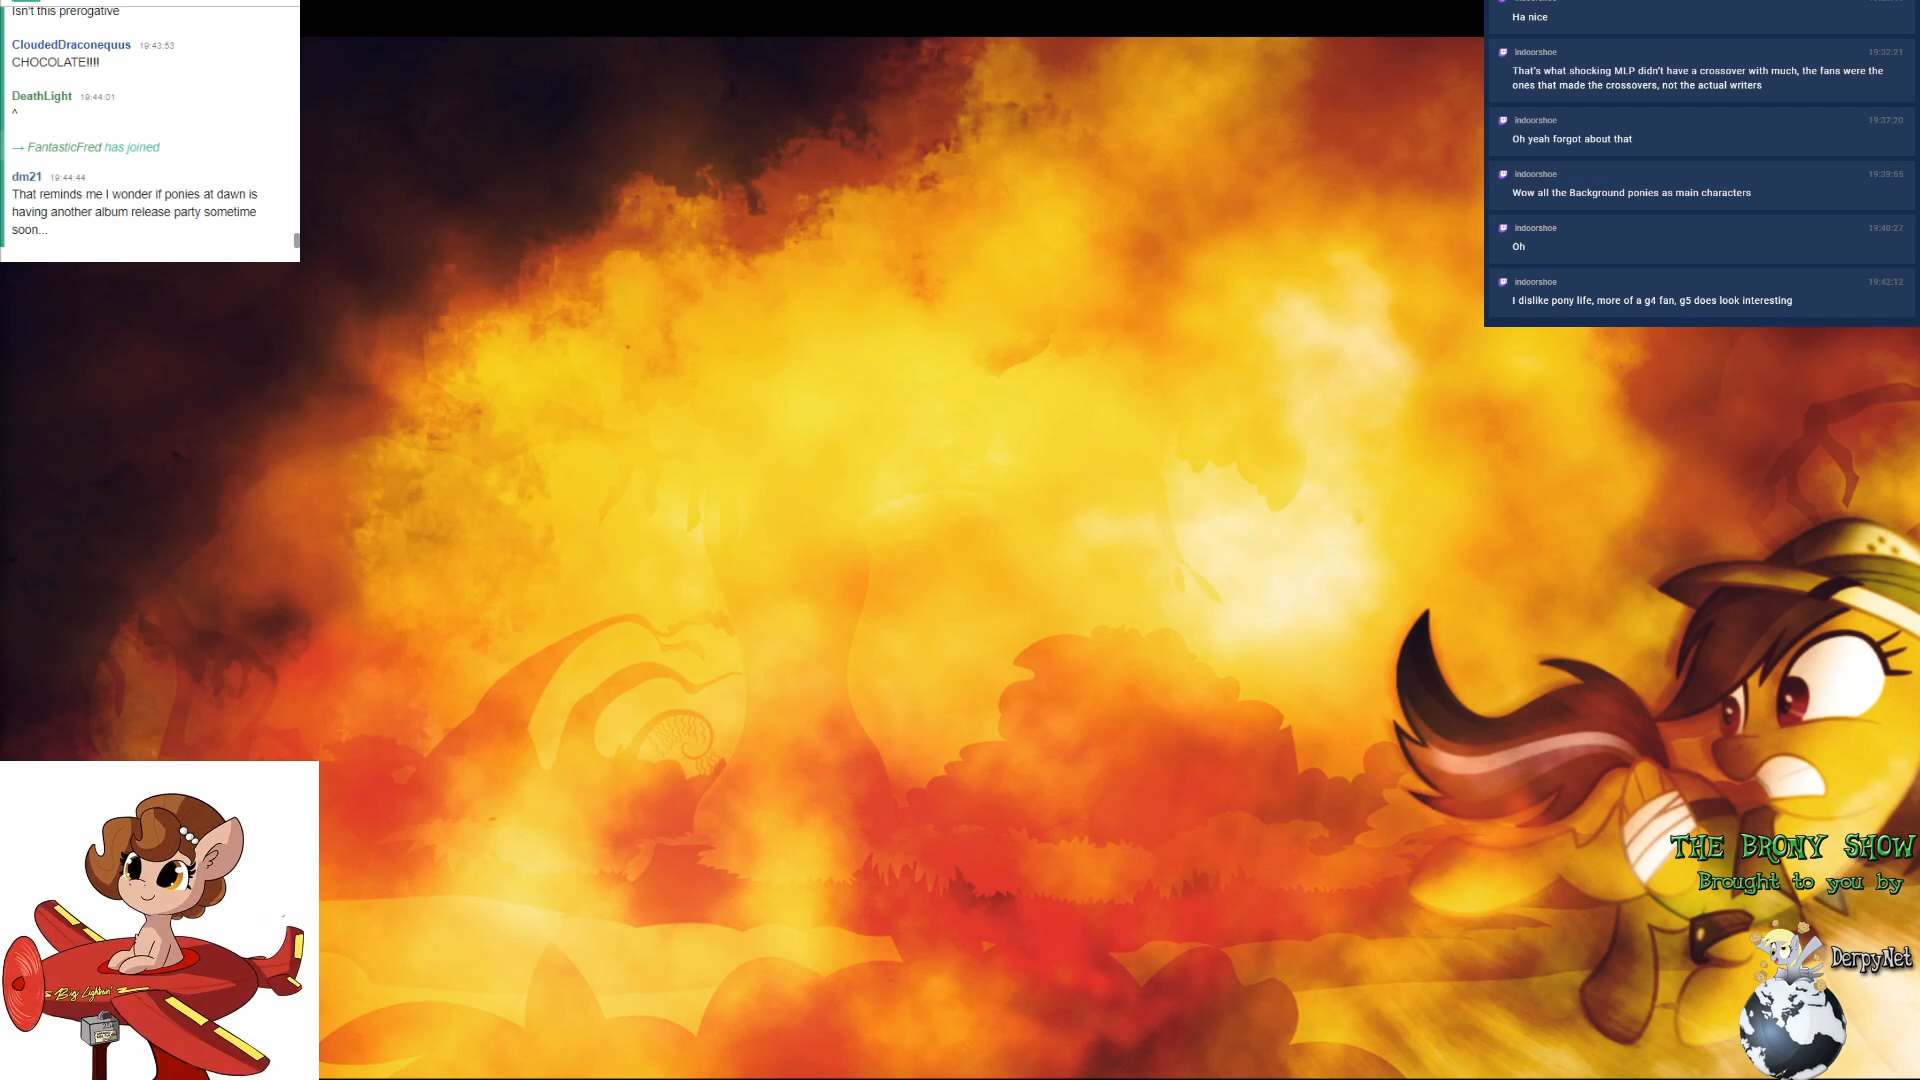 Isn't this prerogative
CloudedDraconequus 19:43:53
CHOCOLATE!!!!
DeathLight 19:44:01
^
→ FantasticFred has joined
dm21 19:44:44
That reminds me I wonder if ponies at dawn is
having another album release party sometime
soon...
Ha nice
indoorshoe 19:32:21
That's what shocking MLP didn't have a crossover with much, the fans were the
ones that made the crossovers, not the actual writers
indoorshoe 19:37:20
Oh yeah forgot about that
indoorshoe 19:39:55
Wow all the Background ponies as main characters
indoorshoe 19:40:27
Oh
indoorshoe 19:42:12
I dislike pony life, more of a g4 fan, g5 does look interesting
Big Lightnin'
THE BRONY SHOW
Brought to you by
DerpyNet